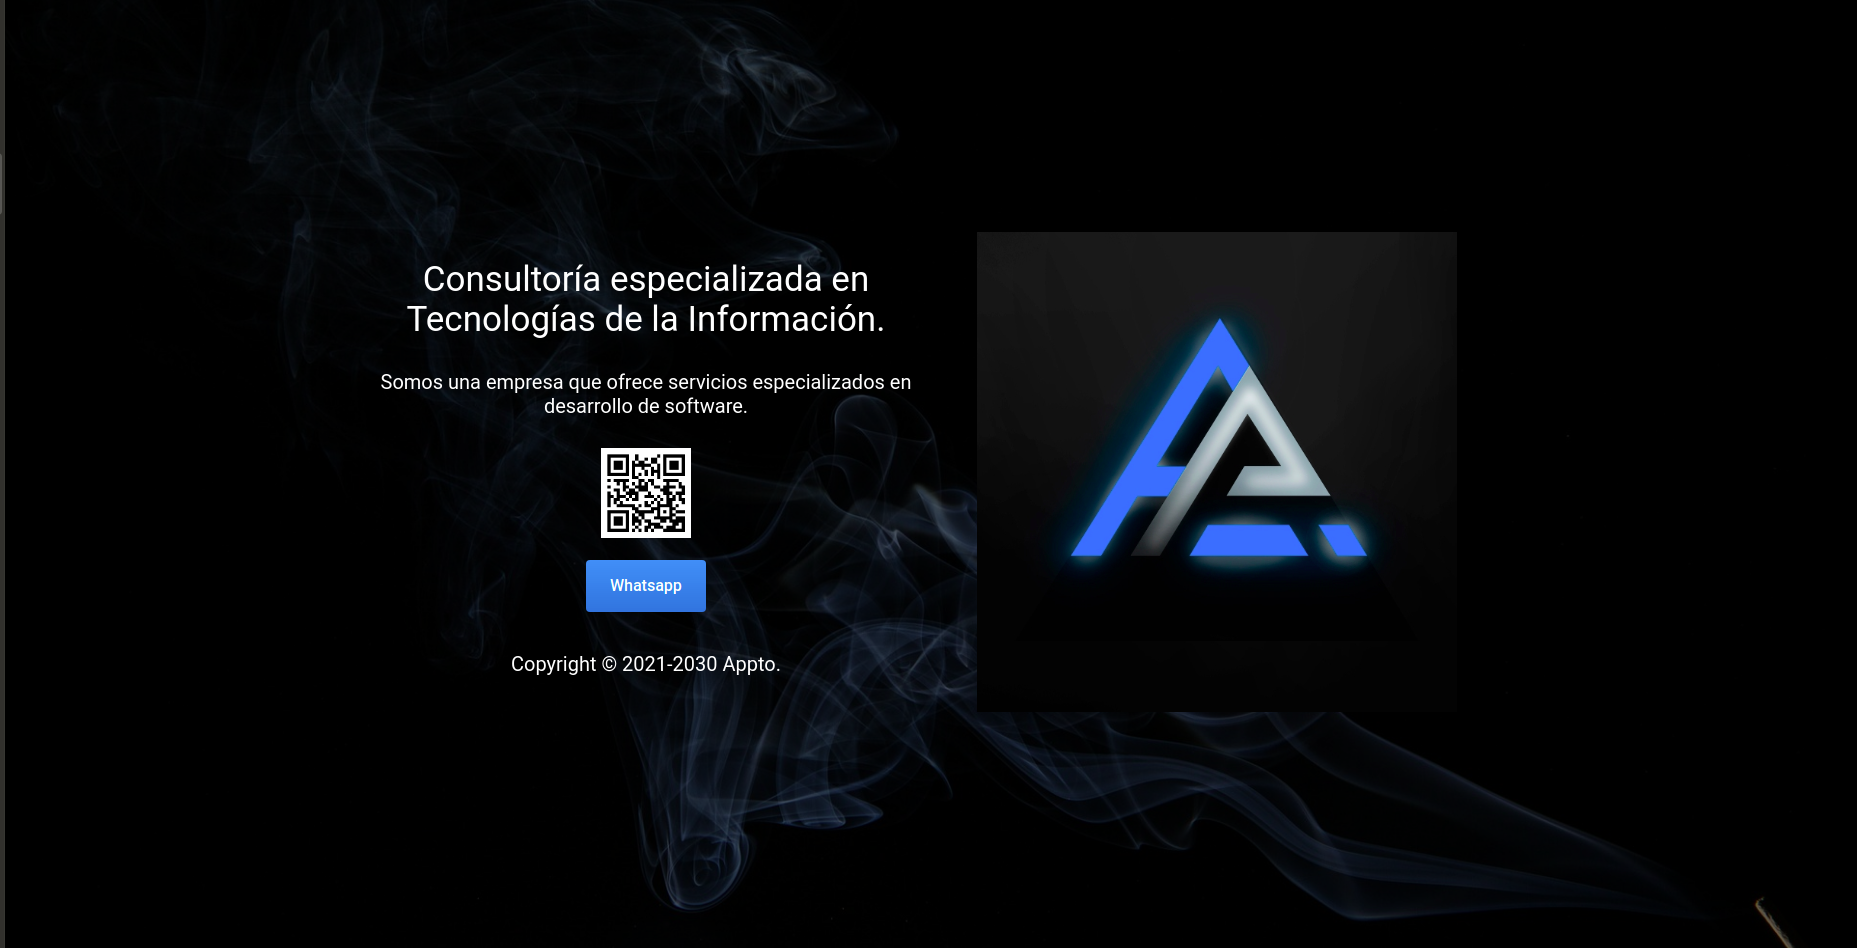 Consultoría especializada en
Tecnologías de la Información.
Somos una empresa que ofrece servicios especializados en
desarrollo de software.
Whatsapp
Copyright © 2021-2030 Appto.